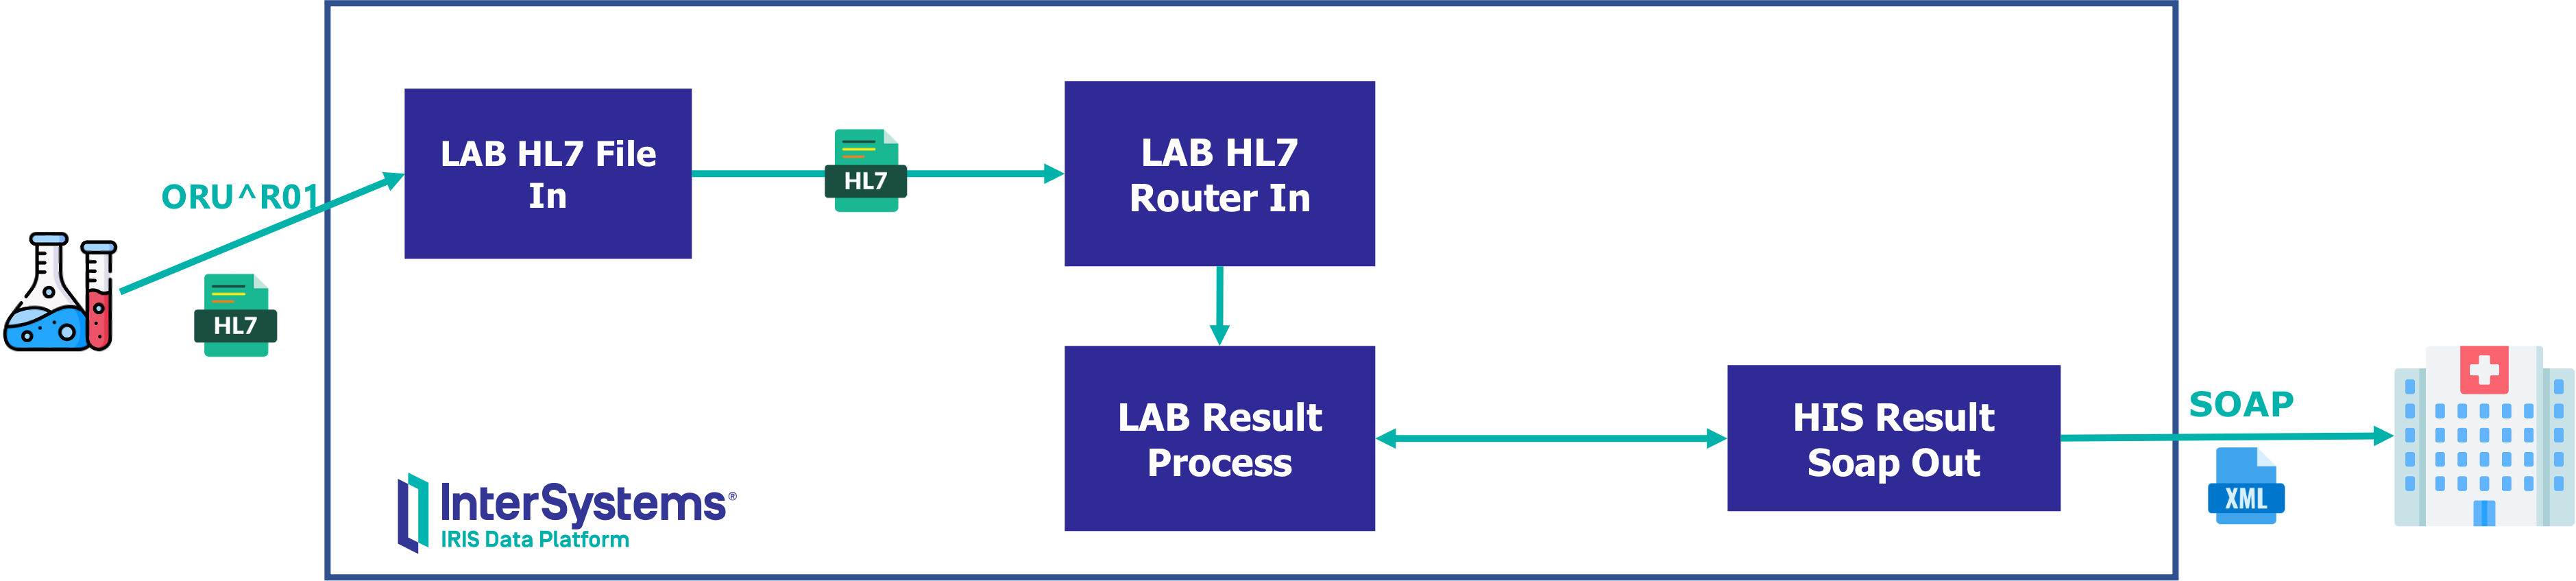 ORU^R01
HL7
LAB HL7 File
In
HL7
LAB HL7
Router In
LAB Result
Process
HIS Result
Soap Out
SOAP
XML
InterSystems®
IRIS Data Platform